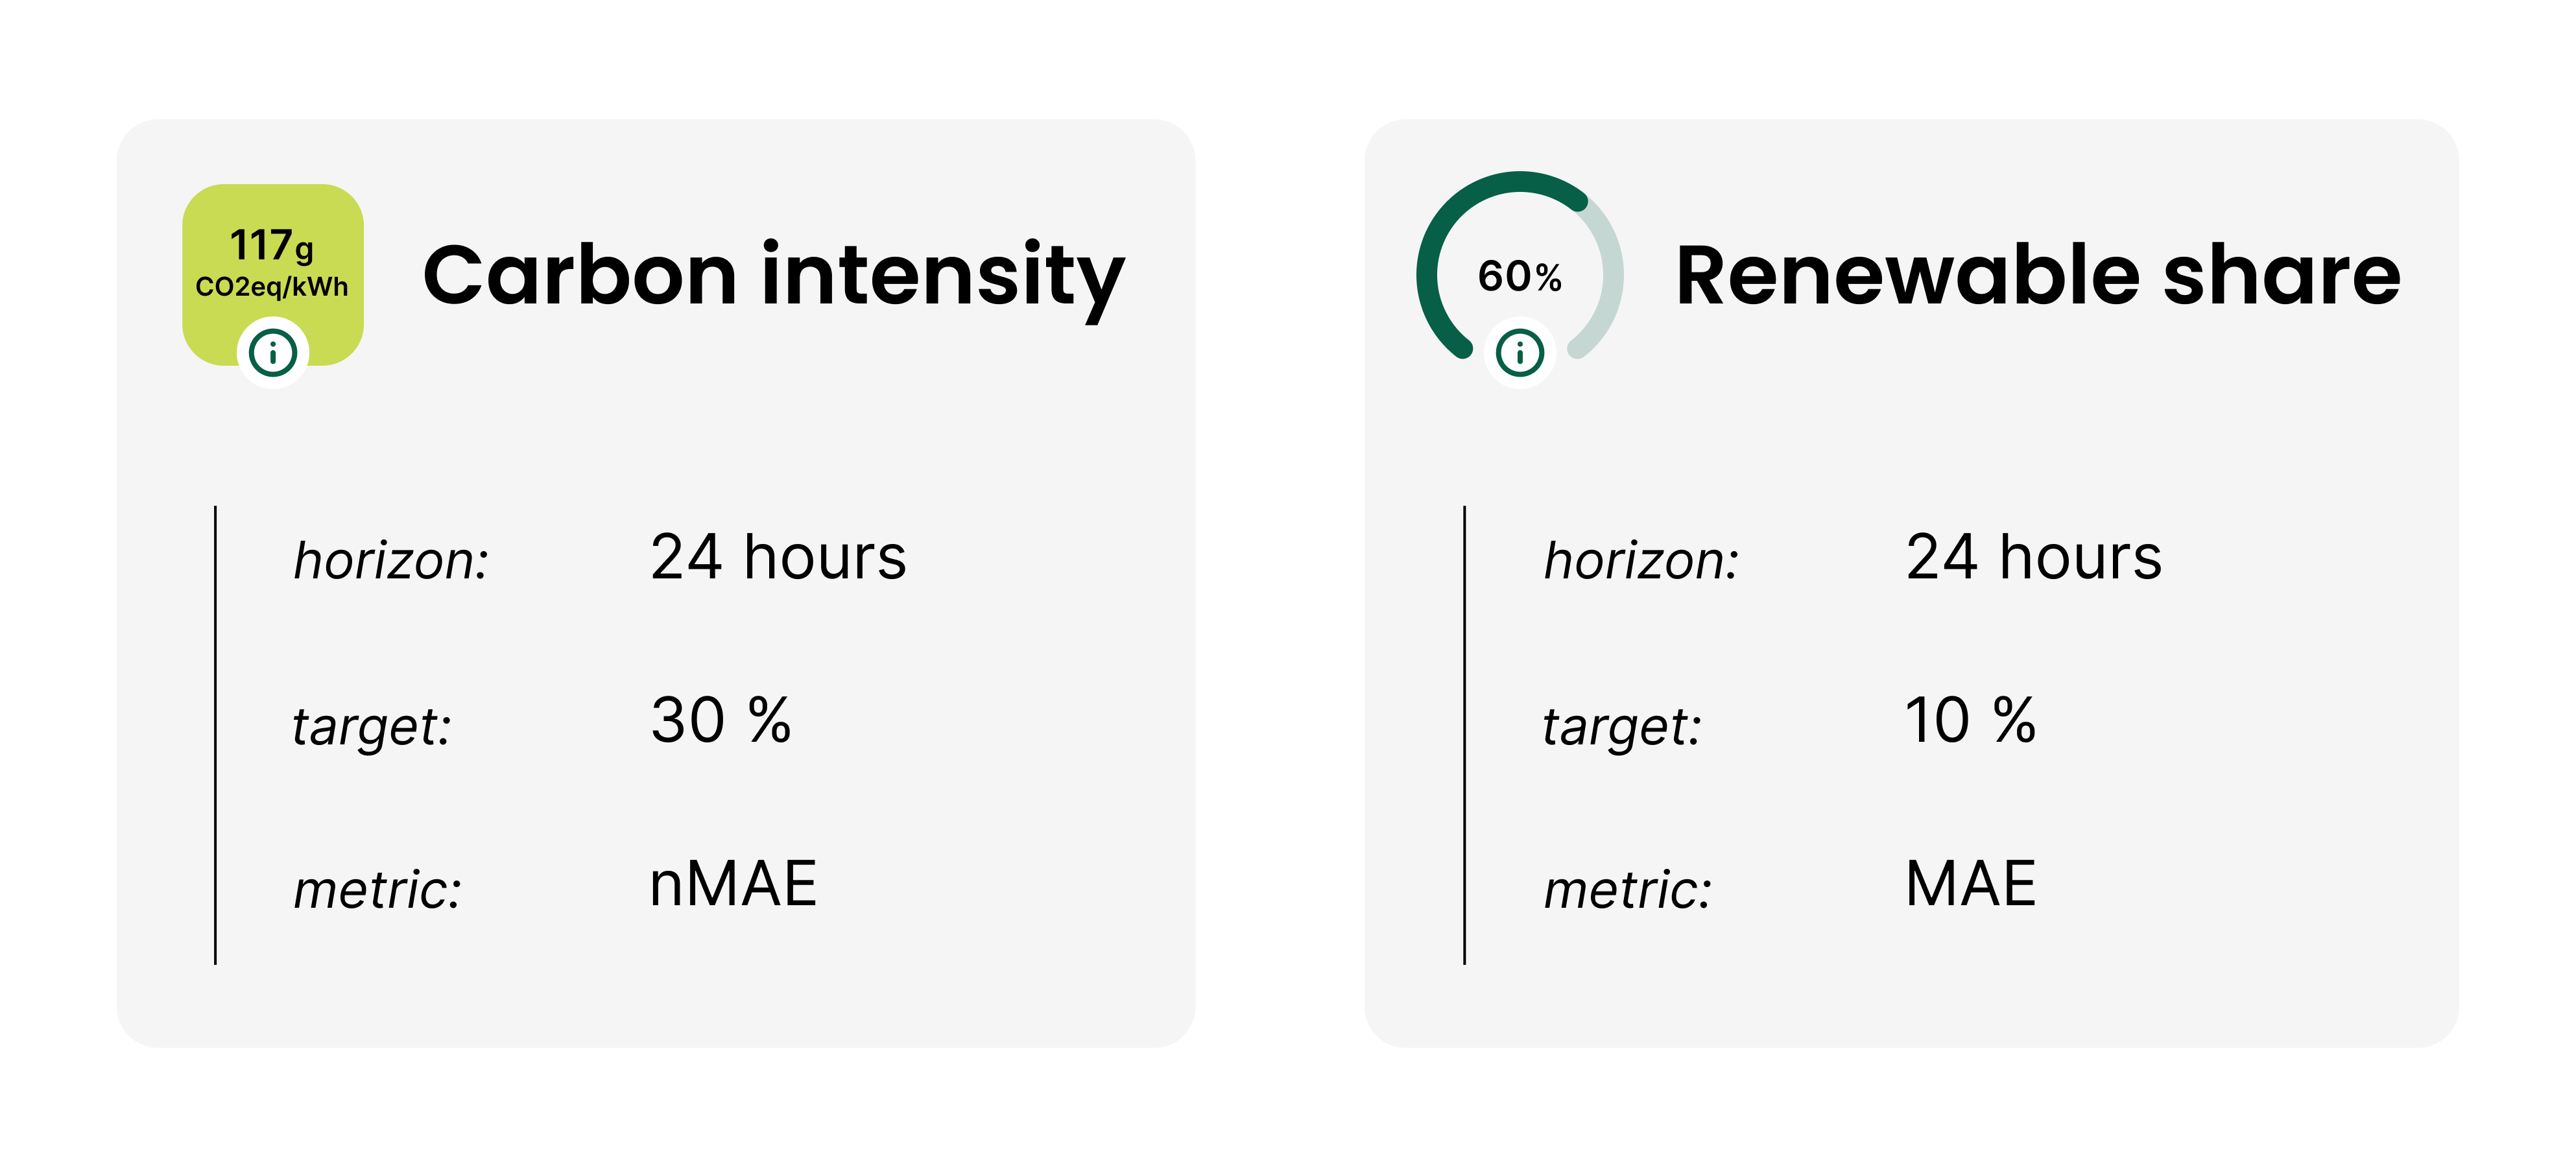 117g
CO2eq/kWh
Carbon intensity
horizon: 24 hours
target: 30 %
metric: nMAE
60%
Renewable share
horizon: 24 hours
target: 10 %
metric: MAE